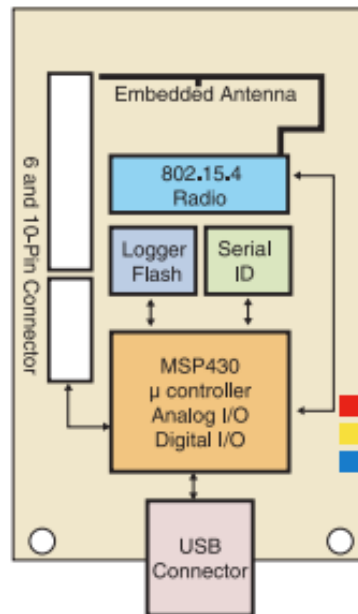 Embedded Antenna
6 and 10-Pin Connector
802.15.4
Radio
Logger
Flash
Serial
ID
MSP430
µ controller
Analog I/O
Digital I/O
USB
Connector